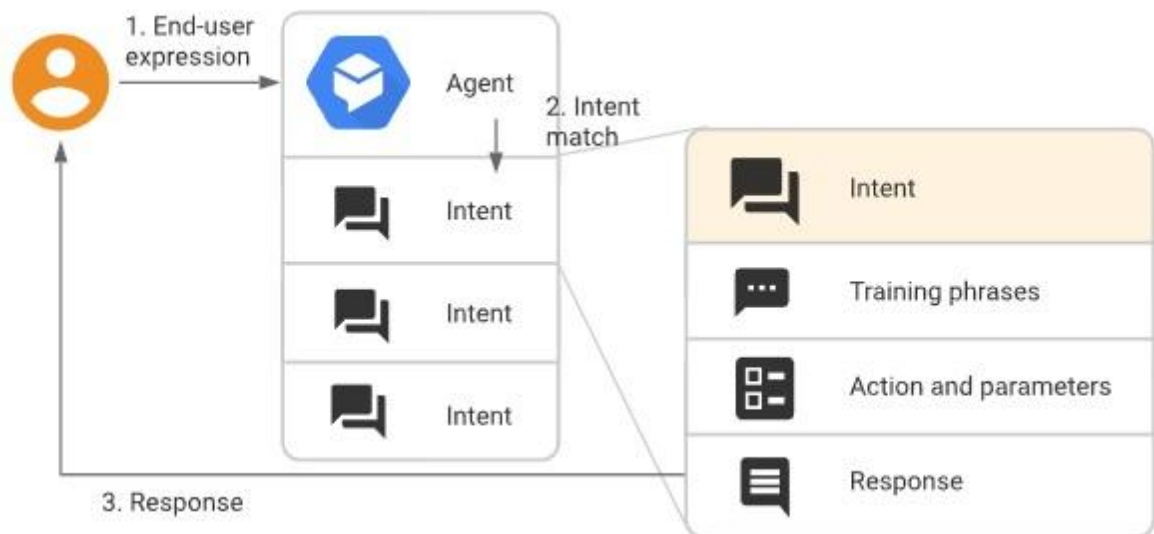 1. End-user
expression
Agent
2. Intent
match
Intent
Intent
Intent
Intent
Training phrases
Action and parameters
Response
3. Response